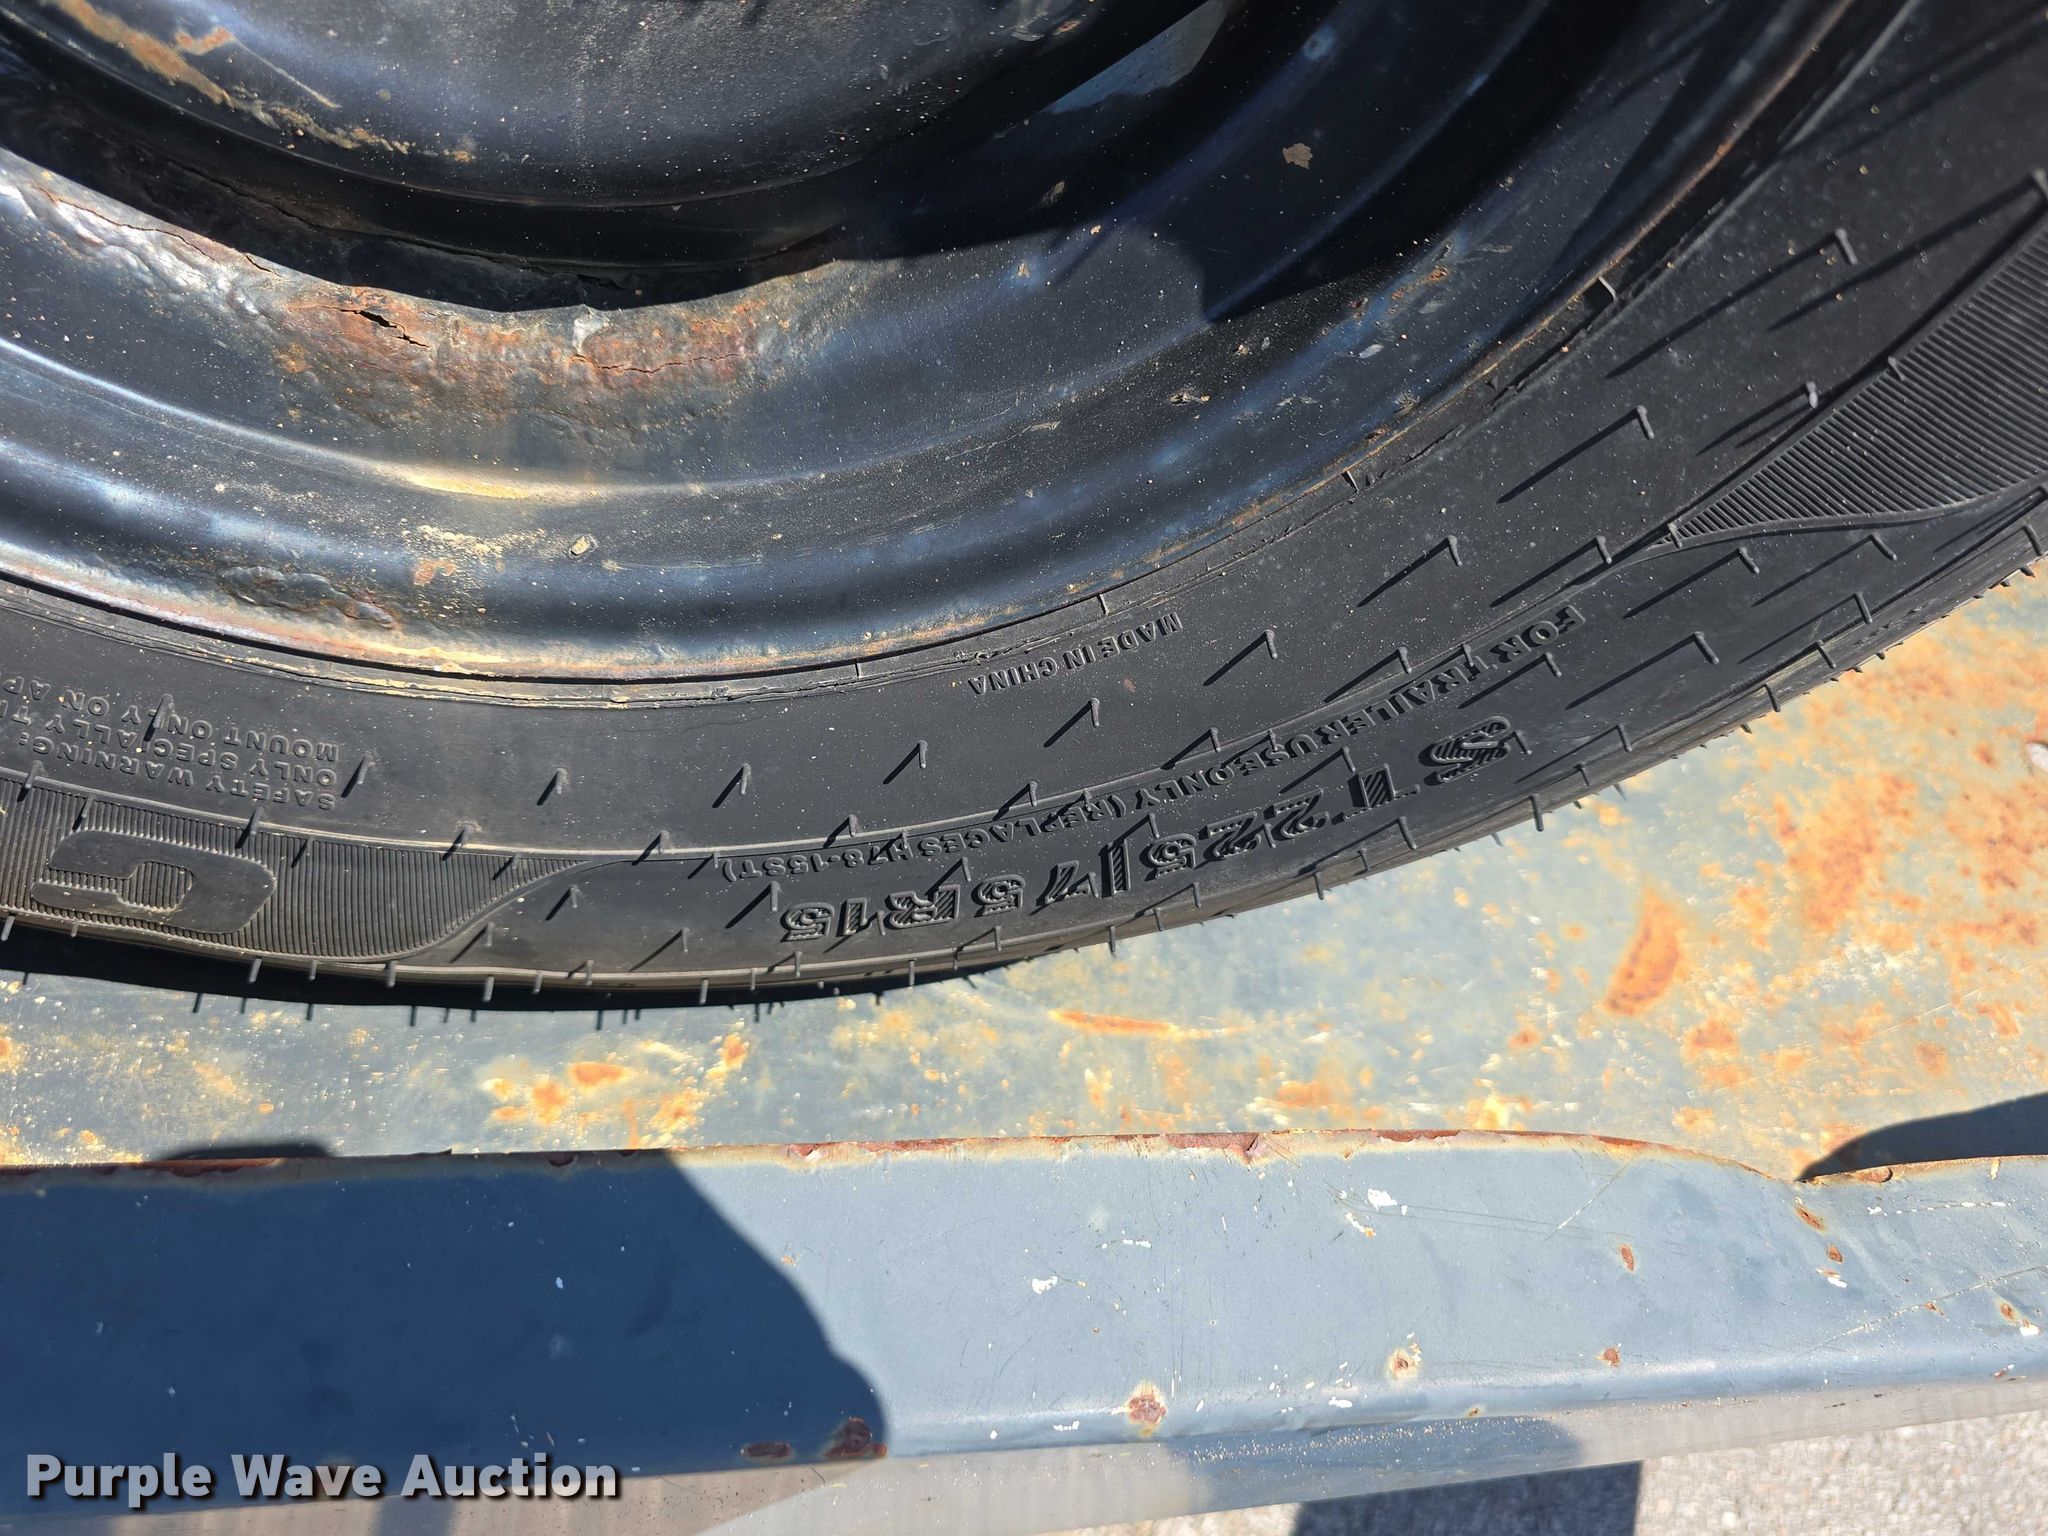 ST225/75R15
FOR TRAILER USE ONLY (REPLACES H78-15ST)
MADE IN CHINA
SAFETY WARNING:
ONLY SPECIALLY
MOUNT ONLY ON
Purple Wave Auction